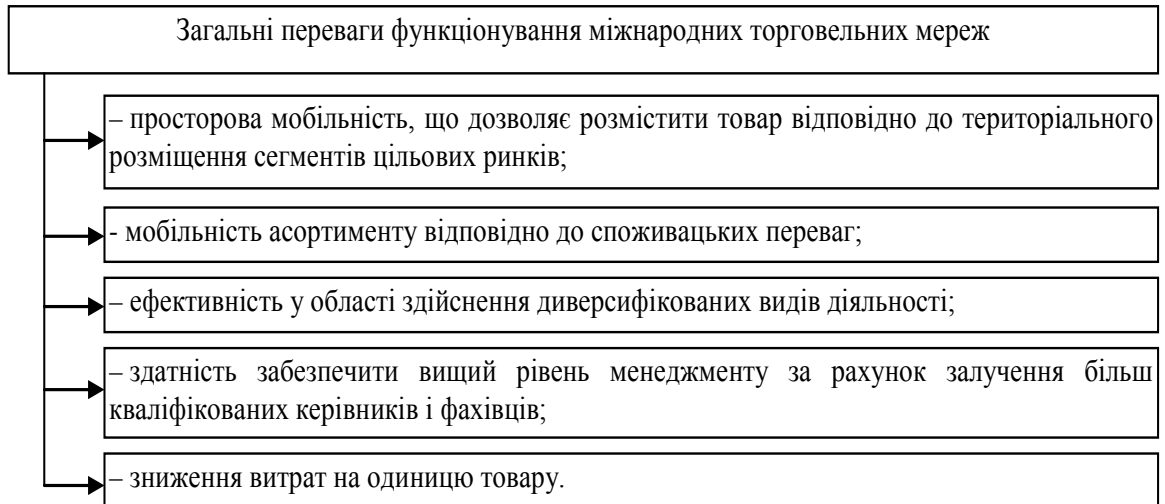 Загальні переваги функціонування міжнародних торговельних мереж
– просторова мобільність, що дозволяє розмістити товар відповідно до територіального
розміщення сегментів цільових ринків;
- мобільність асортименту відповідно до споживацьких переваг;
– ефективність у області здійснення диверсифікованих видів діяльності;
– здатність забезпечити вищий рівень менеджменту за рахунок залучення більш
кваліфікованих керівників і фахівців;
– зниження витрат на одиницю товару.